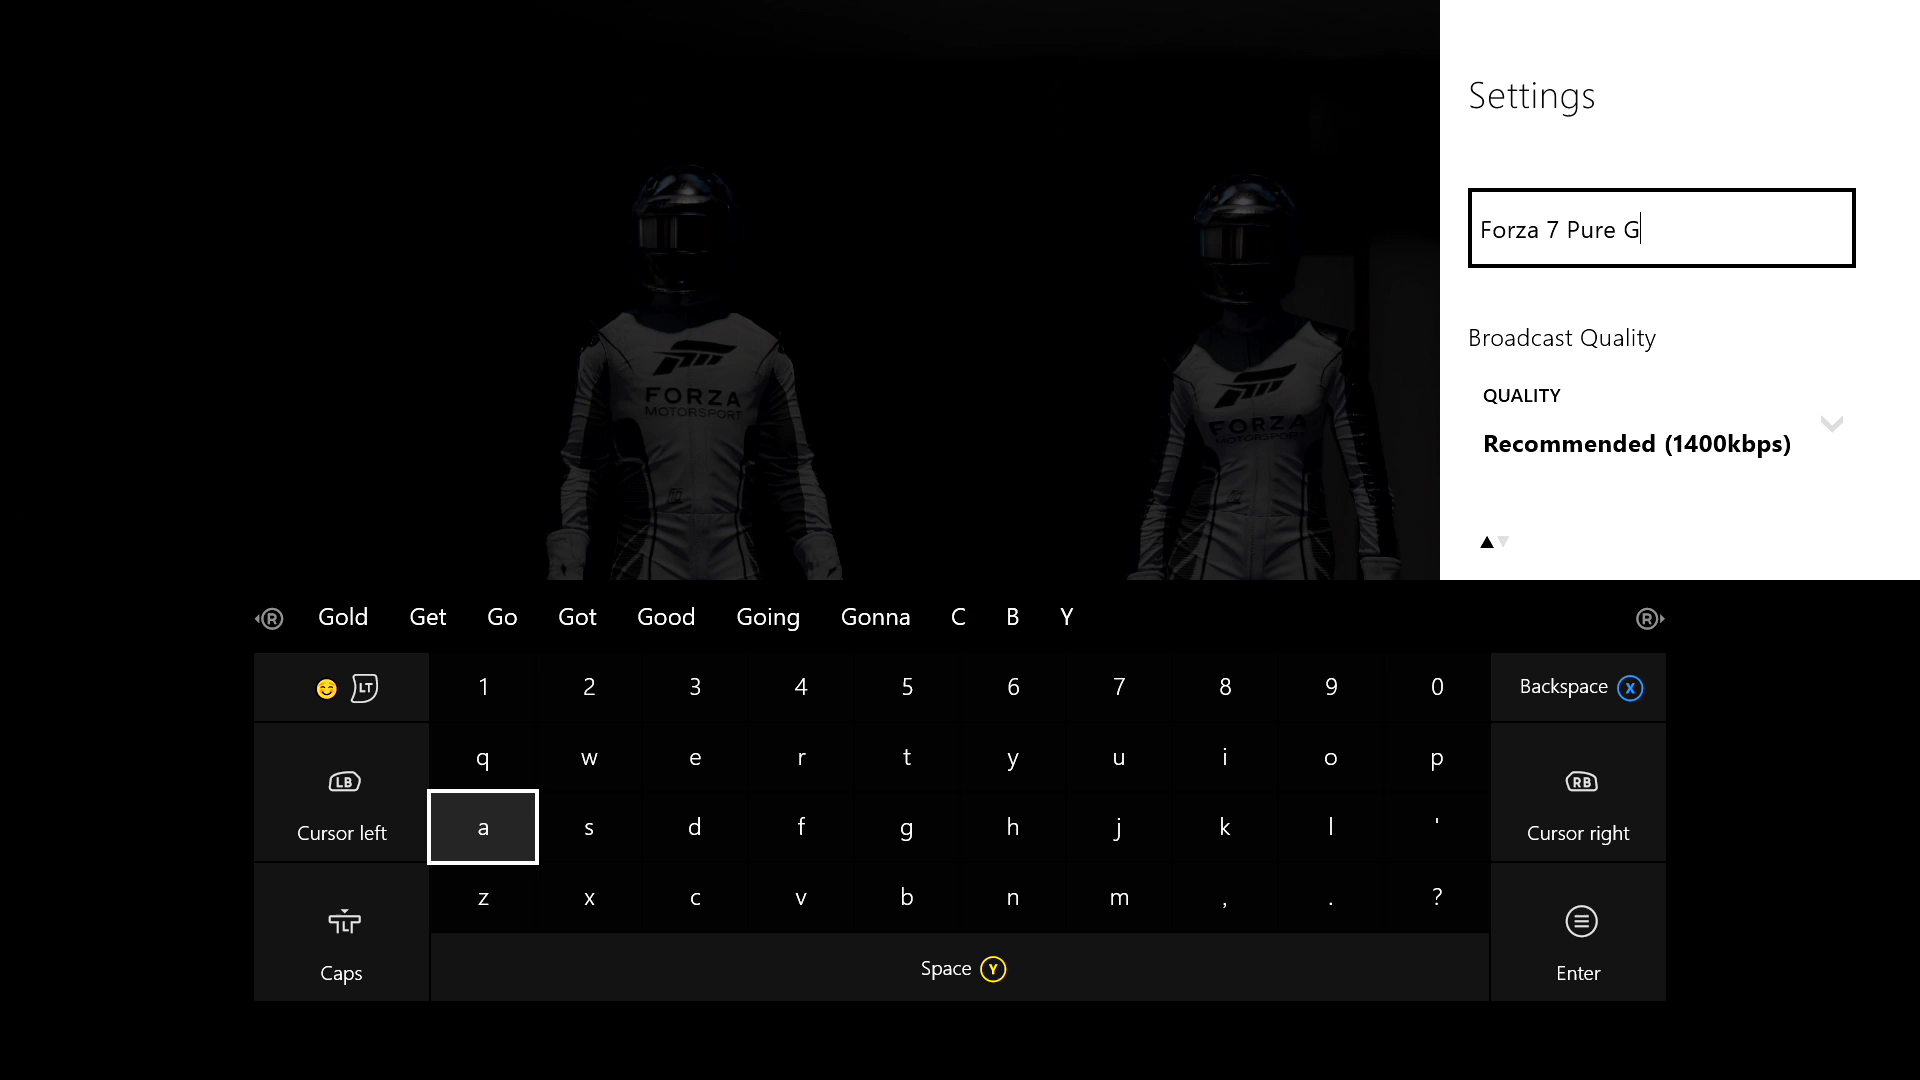 Settings
Forza 7 Pure G
Broadcast Quality
QUALITY
Recommended (1400kbps)
FORZA
MOTORSPORT
FORZA
MOTORSPORT
R Gold Get Go Got Good Going Gonna C B Y R
LT 1 2 3 4 5 6 7 8 9 0 Backspace X
q w e r t y u i o p
LB RB
Cursor left a s d f g h j k l ' Cursor right
z x c v b n m , . ?
LT
Caps Space Y Enter